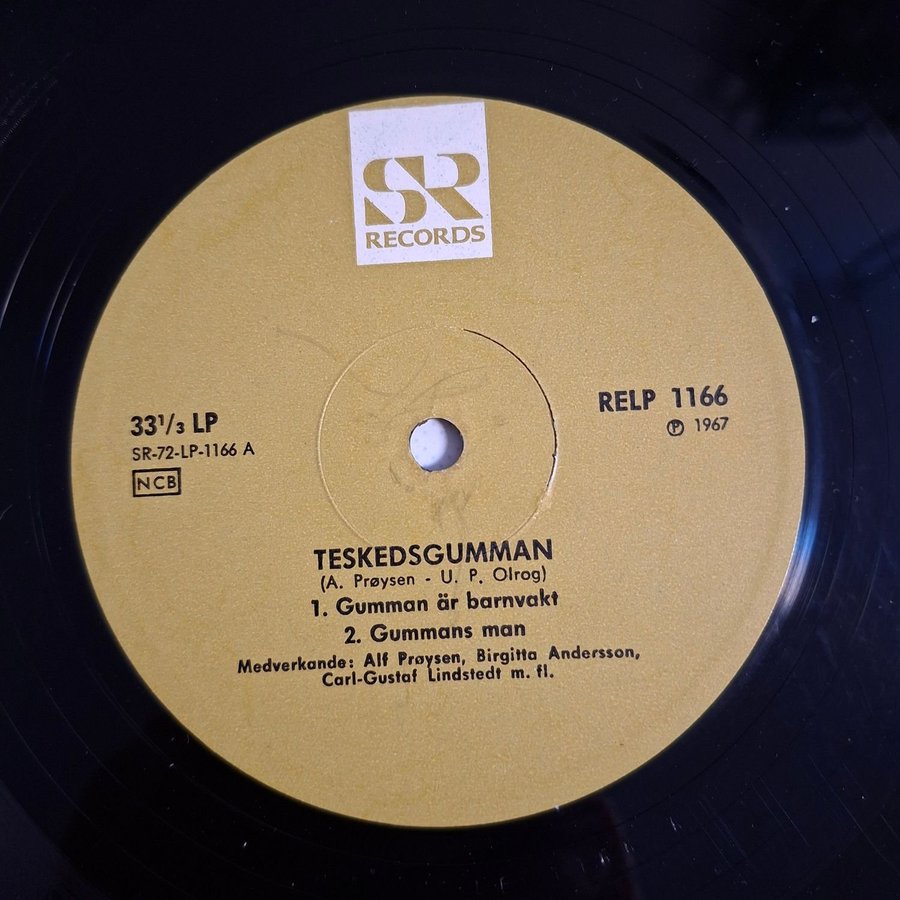 SR
RECORDS
33¹/₃ LP
SR-72-LP-1166 A
NCB
RELP 1166
Ⓟ 1967
TESKEDSGUMMAN
(A. Prøysen - U. P. Olrog)
1. Gumman är barnvakt
2. Gummans man
Medverkande: Alf Prøysen, Birgitta Andersson,
Carl-Gustaf Lindstedt m. fl.